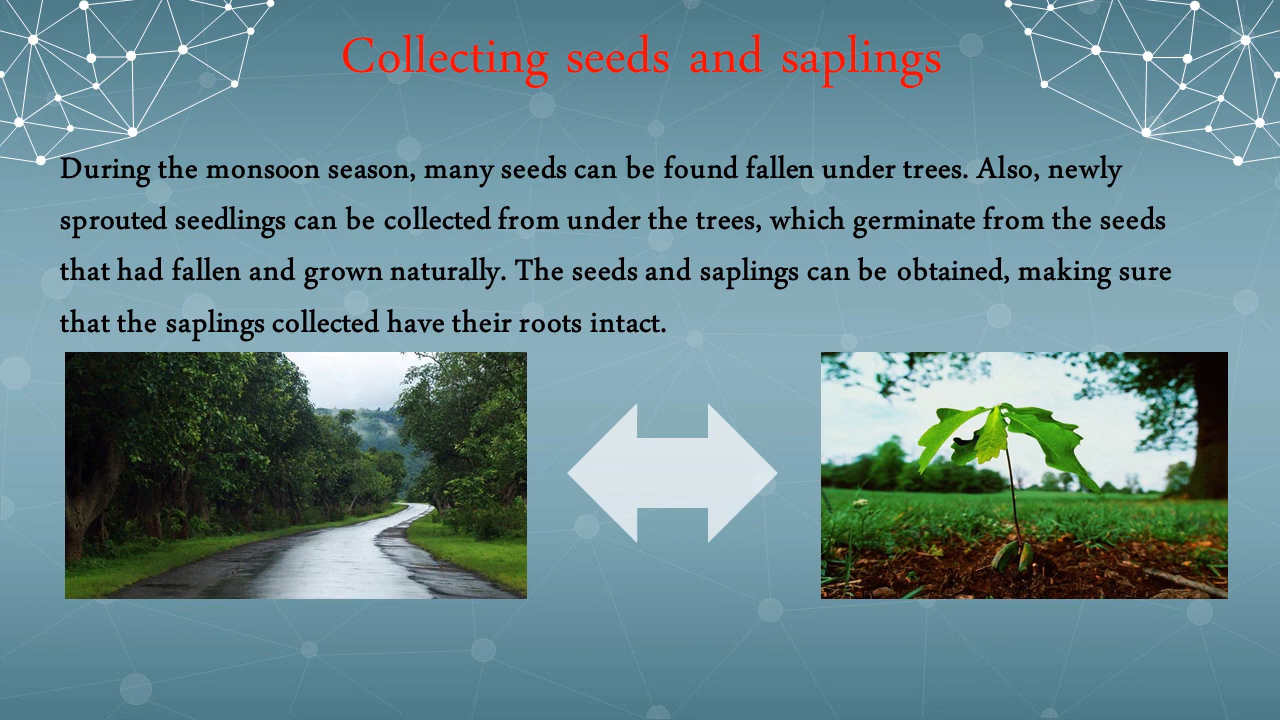 Collecting seeds and saplings
During the monsoon season, many seeds can be found fallen under trees. Also, newly
sprouted seedlings can be collected from under the trees, which germinate from the seeds
that had fallen and grown naturally. The seeds and saplings can be obtained, making sure
that the saplings collected have their roots intact.